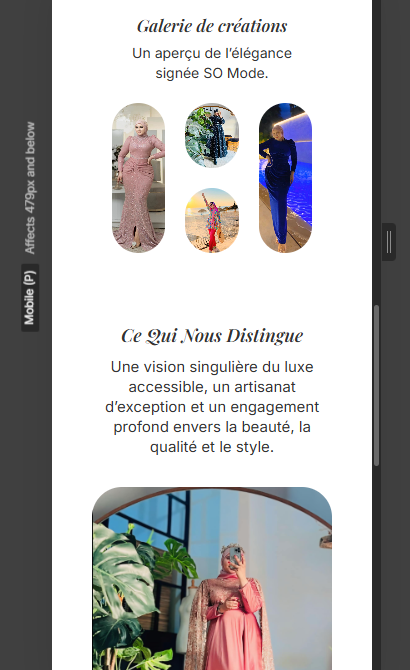 Galerie de créations
Un aperçu de l’élégance
signée SO Mode.
Affects 479px and below
Mobile (P)
Ce Qui Nous Distingue
Une vision singulière du luxe
accessible, un artisanat
d’exception et un engagement
profond envers la beauté, la
qualité et le style.